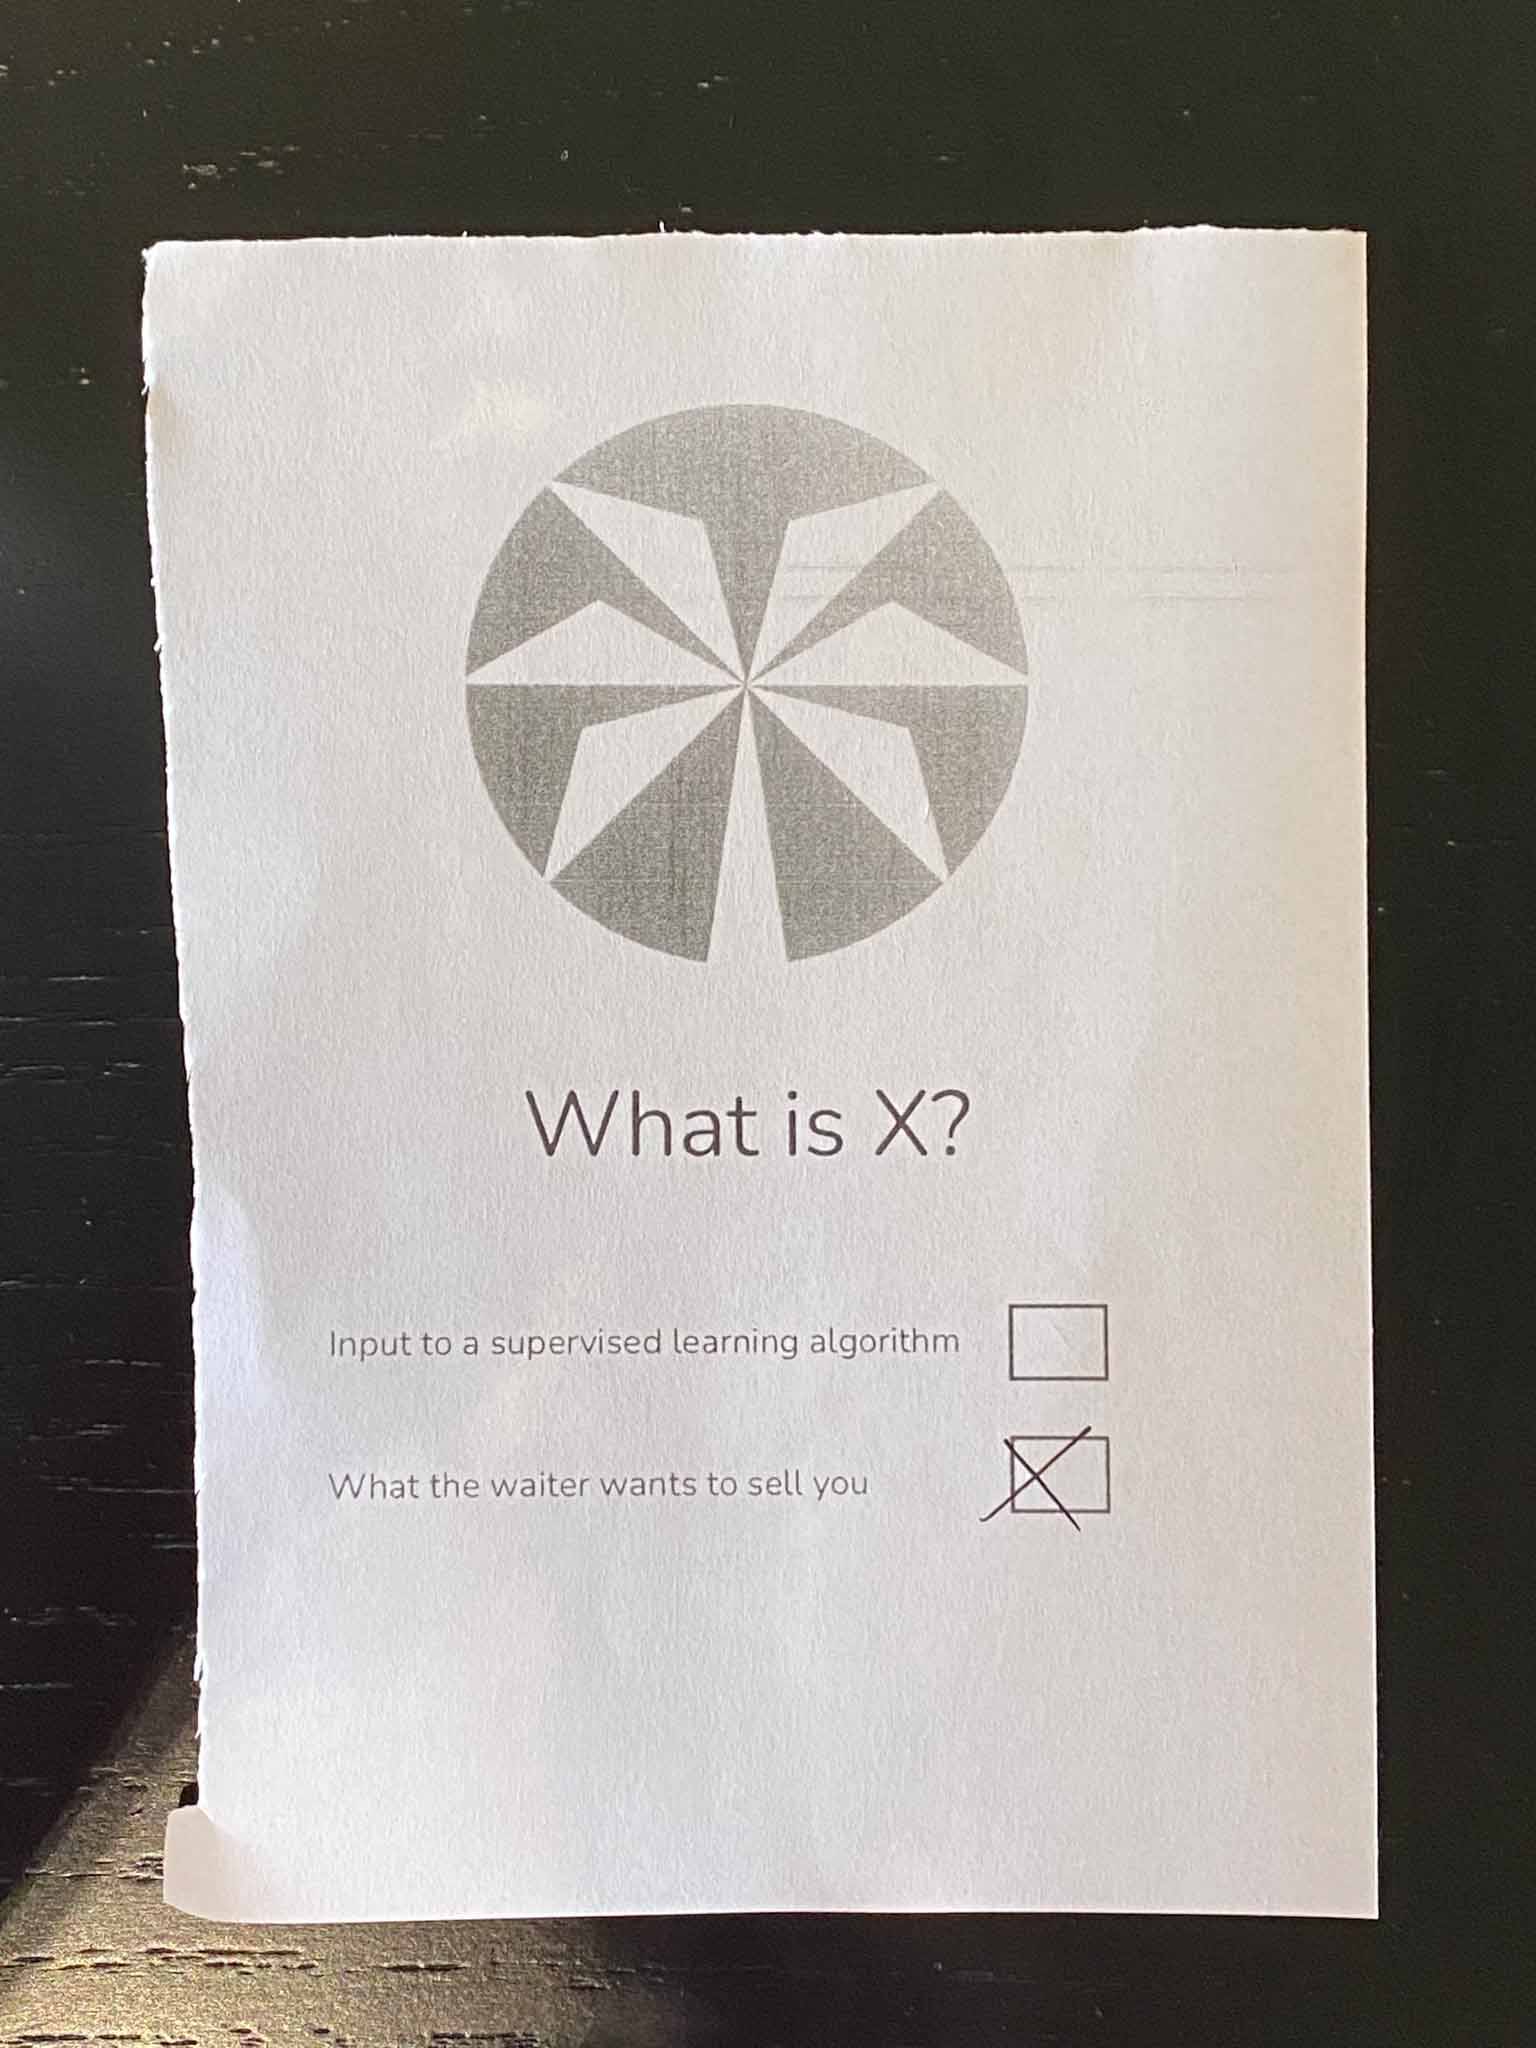 What is X?
Input to a supervised learning algorithm
What the waiter wants to sell you